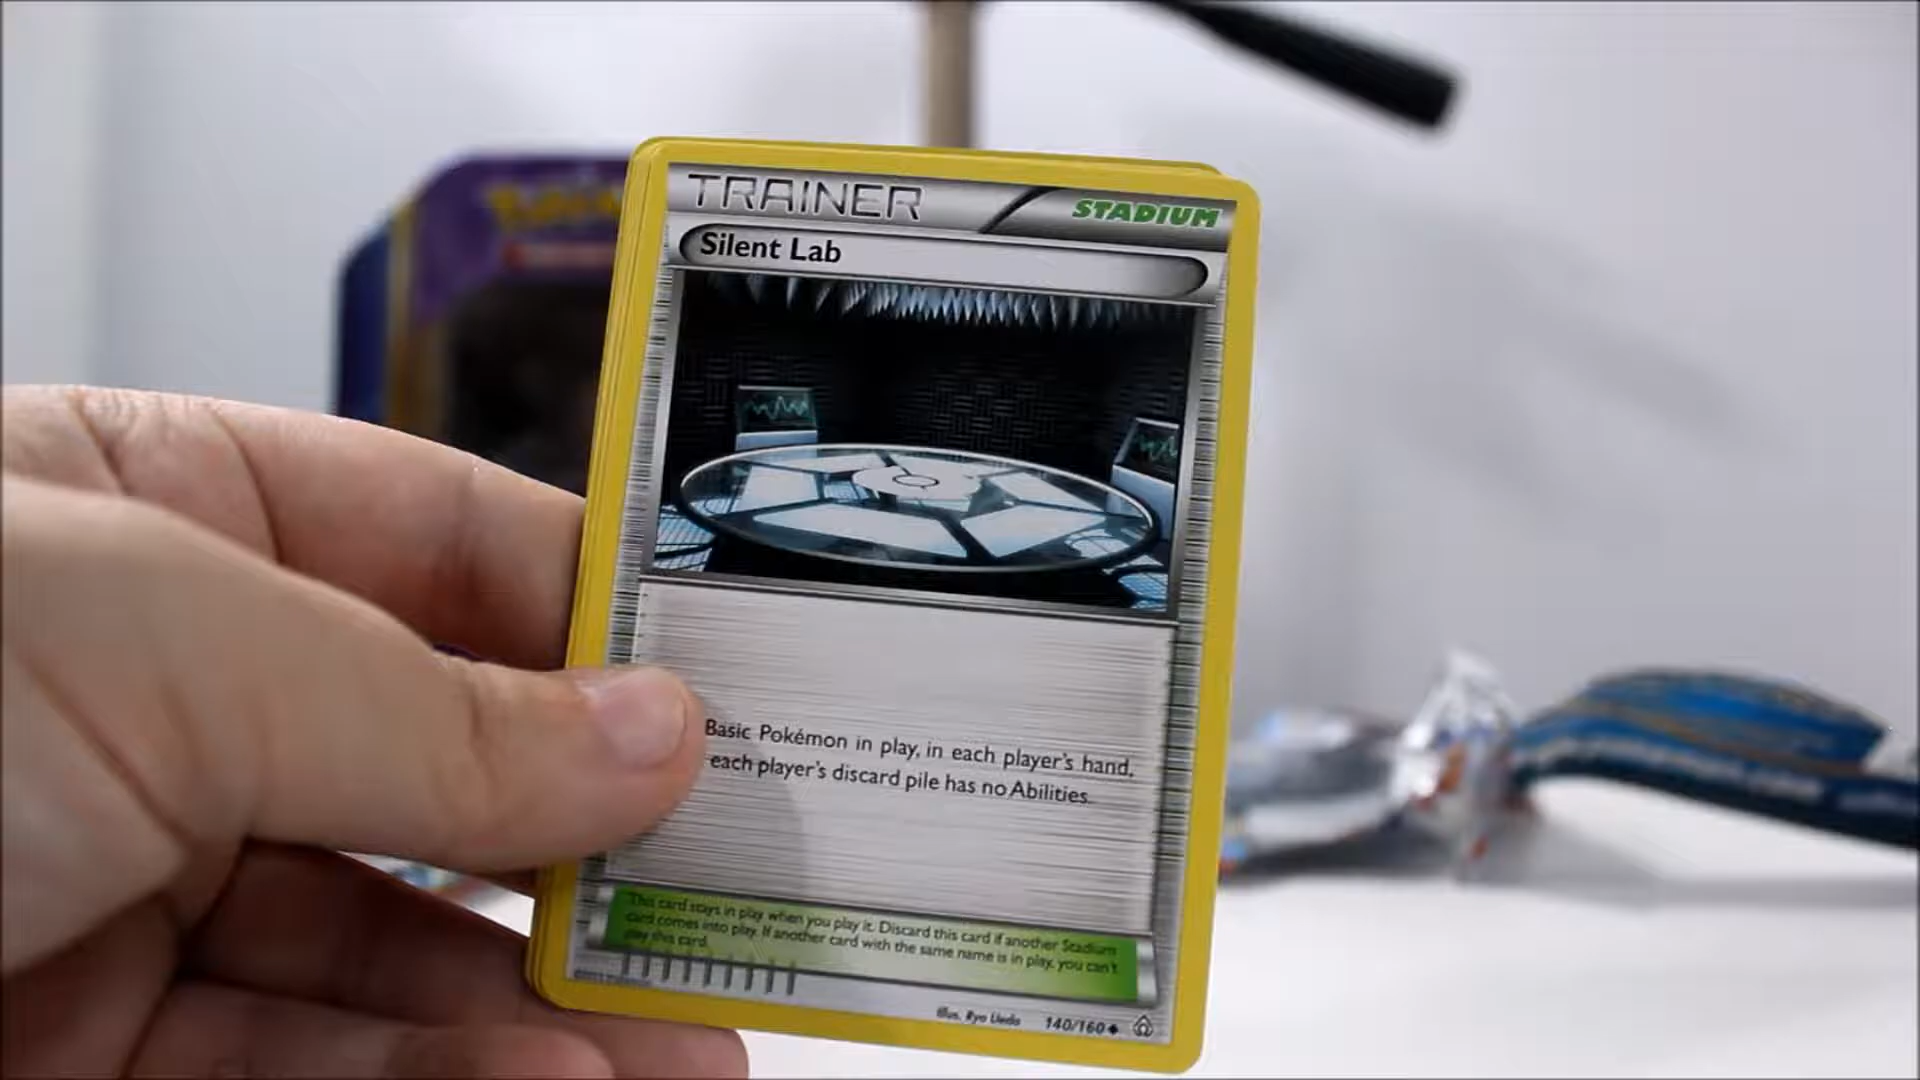 TRAINER
STADIUM
Silent Lab
Basic Pokémon in play, in each player's hand,
each player's discard pile has no Abilities.
This card stays in play when you play it. Discard this card if another Stadium
card comes into play. If another card with the same name is in play, you can't
play this card.
Illus. Ryo Ueda 140/160